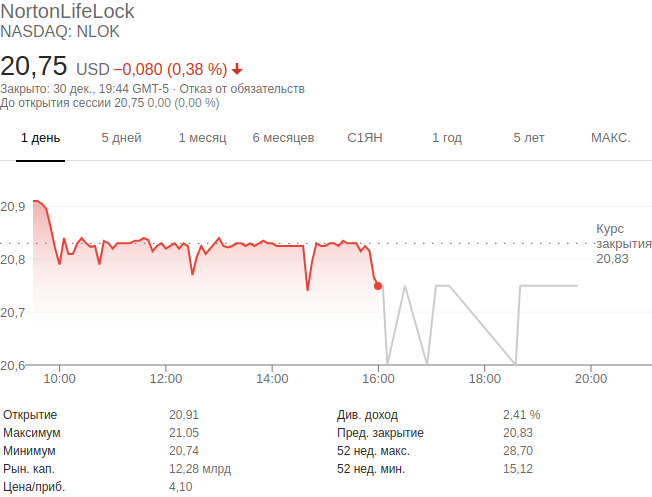 NortonLifeLock
NASDAQ: NLOK
20,75 USD −0,080 (0,38 %)
Закрыто: 30 дек., 19:44 GMT-5 · Отказ от обязательств
До открытия сессии 20,75 0,00 (0,00 %)
1 день 5 дней 1 месяц 6 месяцев С1ЯН 1 год 5 лет МАКС.
20,9
20,8
20,7
20,6
Курс
закрытия
20,83
10:00 12:00 14:00 16:00 18:00 20:00
Открытие 20,91 Див. доход 2,41 %
Максимум 21,05 Пред. закрытие 20,83
Минимум 20,74 52 нед. макс. 28,70
Рын. кап. 12,28 млрд 52 нед. мин. 15,12
Цена/приб. 4,10